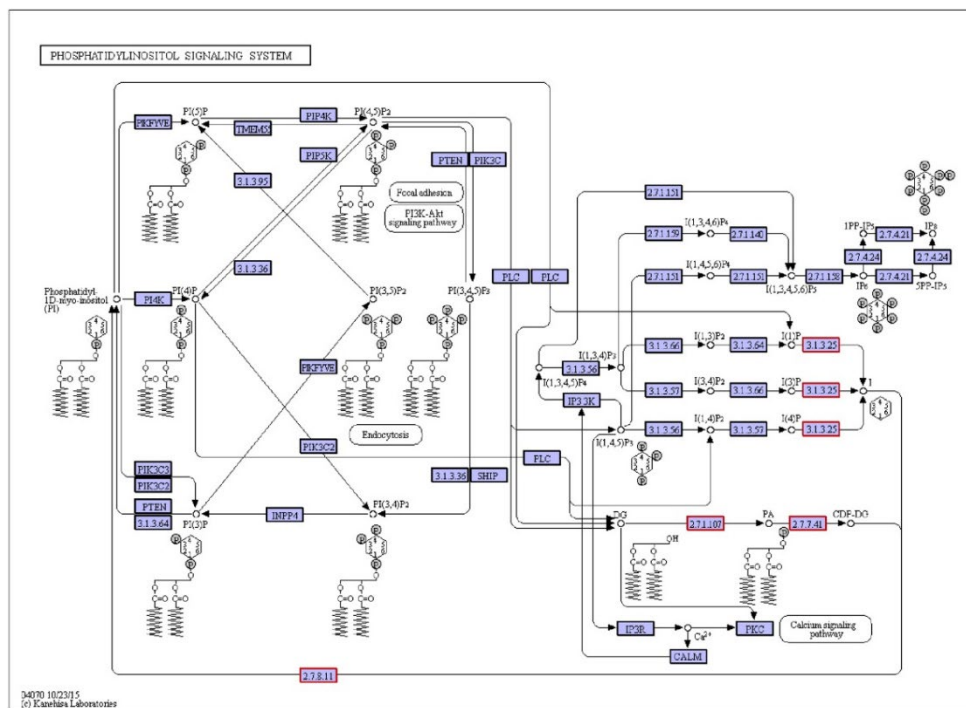 PHOSPHATIDYLINOSITOL SIGNALING SYSTEM
PIKFYVE
PI(5)P
PIP4K
TMEM55
PI(4,5)P2
PIP5K
3.1.3.95
PTEN
PIK3C
Focal adhesion
PI3K-Akt
signaling pathway
3.1.3.36
PLC
PLC
2.7.1.151
I(1,3,4,6)P4
2.7.1.159
2.7.1.140
I(1,4,5,6)P4
2.7.1.151
2.7.1.151
I(1,3,4,5,6)P5
2.7.1.158
1PP-IP5
2.7.4.21
IP8
2.7.4.24
2.7.4.24
IP6
2.7.4.21
5PP-IP5
Phosphatidyl-
1D-myo-inositol
(PI)
PI4K
PI(4)P
PI(3,5)P2
PI(3,4,5)P3
PIKFYVE
I(1,3,4)P3
3.1.3.56
I(1,3,4,5)P4
IP3 3K
I(1,4,5)P3
3.1.3.66
I(1,3)P2
3.1.3.64
I(1)P
3.1.3.25
3.1.3.57
I(3,4)P2
3.1.3.66
I(3)P
3.1.3.25
I
3.1.3.56
I(1,4)P2
3.1.3.57
I(4)P
3.1.3.25
Endocytosis
PIK3C2
PLC
PIK3C3
PIK3C2
3.1.3.36
SHIP
PTEN
3.1.3.64
PI(3)P
INPP4
PI(3,4)P2
DG
2.7.1.107
PA
2.7.7.41
CDP-DG
OH
IP3R
Ca2+
PKC
CALM
Calcium signaling
pathway
2.7.8.11
04070 10/23/15
(c) Kanehisa Laboratories